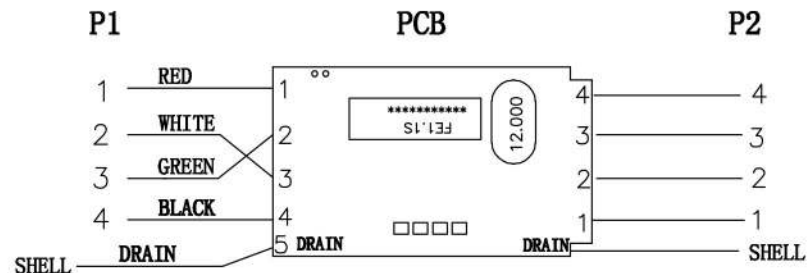 P1 PCB P2
1 RED 1 4 4
2 WHITE 2 *********** FE1.1S 12.000 3 3
3 GREEN 3 2 2
4 BLACK 4 1 1
SHELL DRAIN 5 DRAIN DRAIN SHELL